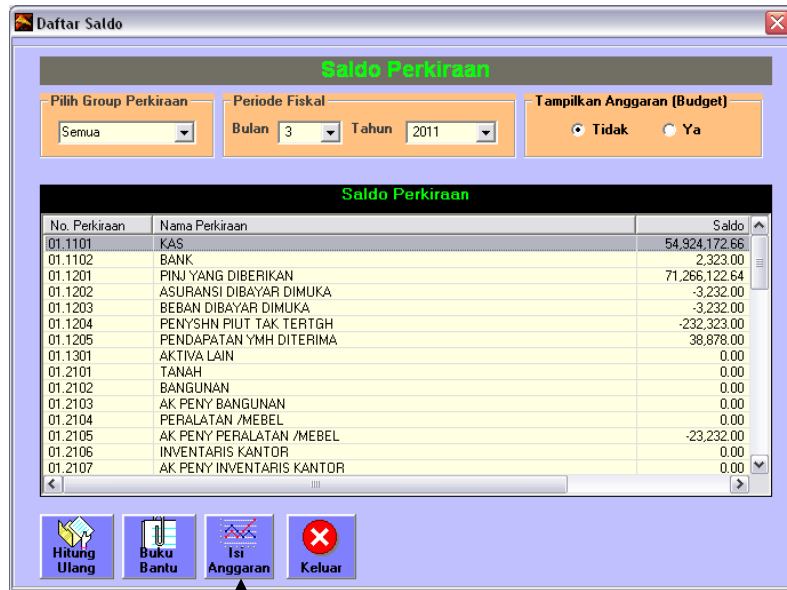 Daftar Saldo
Saldo Perkiraan
Pilih Group Perkiraan
Semua
Periode Fiskal
Bulan 3 Tahun 2011
Tampilkan Anggaran (Budget)
Tidak Ya
Saldo Perkiraan
No. Perkiraan Nama Perkiraan Saldo
01.1101 KAS 54,924,172.66
01.1102 BANK 2,323.00
01.1201 PINJ YANG DIBERIKAN 71,266,122.64
01.1202 ASURANSI DIBAYAR DIMUKA -3,232.00
01.1203 BEBAN DIBAYAR DIMUKA -3,232.00
01.1204 PENYSHN PIUT TAK TERTGH -232,323.00
01.1205 PENDAPATAN YMH DITERIMA 38,878.00
01.1301 AKTIVA LAIN 0.00
01.2101 TANAH 0.00
01.2102 BANGUNAN 0.00
01.2103 AK PENY BANGUNAN 0.00
01.2104 PERALATAN /MEBEL 0.00
01.2105 AK PENY PERALATAN /MEBEL -23,232.00
01.2106 INVENTARIS KANTOR 0.00
01.2107 AK PENY INVENTARIS KANTOR 0.00
Hitung Ulang
Buku Bantu
Isi Anggaran
Keluar